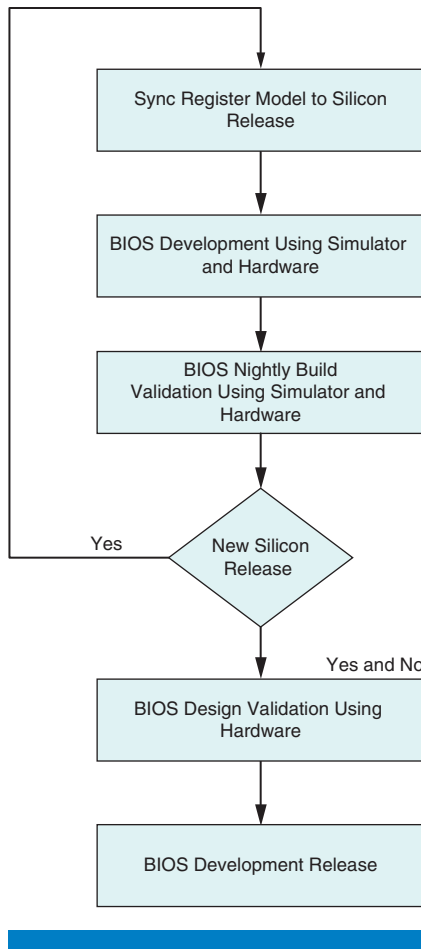 Sync Register Model to Silicon
Release
BIOS Development Using Simulator
and Hardware
BIOS Nightly Build
Validation Using Simulator and
Hardware
Yes
New Silicon
Release
Yes and No
BIOS Design Validation Using
Hardware
BIOS Development Release